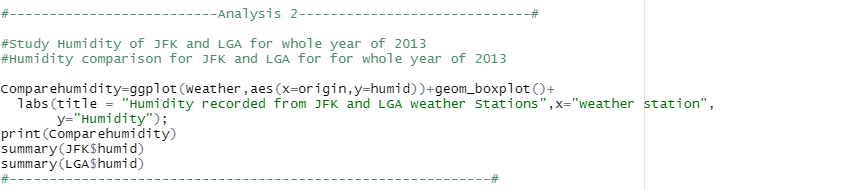 #--------------------------Analysis 2-----------------------------#
#Study Humidity of JFK and LGA for whole year of 2013
#Humidity comparison for JFK and LGA for for whole year of 2013
Comparehumidity=ggplot(Weather,aes(x=origin,y=humid))+geom_boxplot()+
labs(title = "Humidity recorded from JFK and LGA weather Stations",x="weather station",
y="Humidity");
print(Comparehumidity)
summary(JFK$humid)
summary(LGA$humid)
#------------------------------------------------------------#